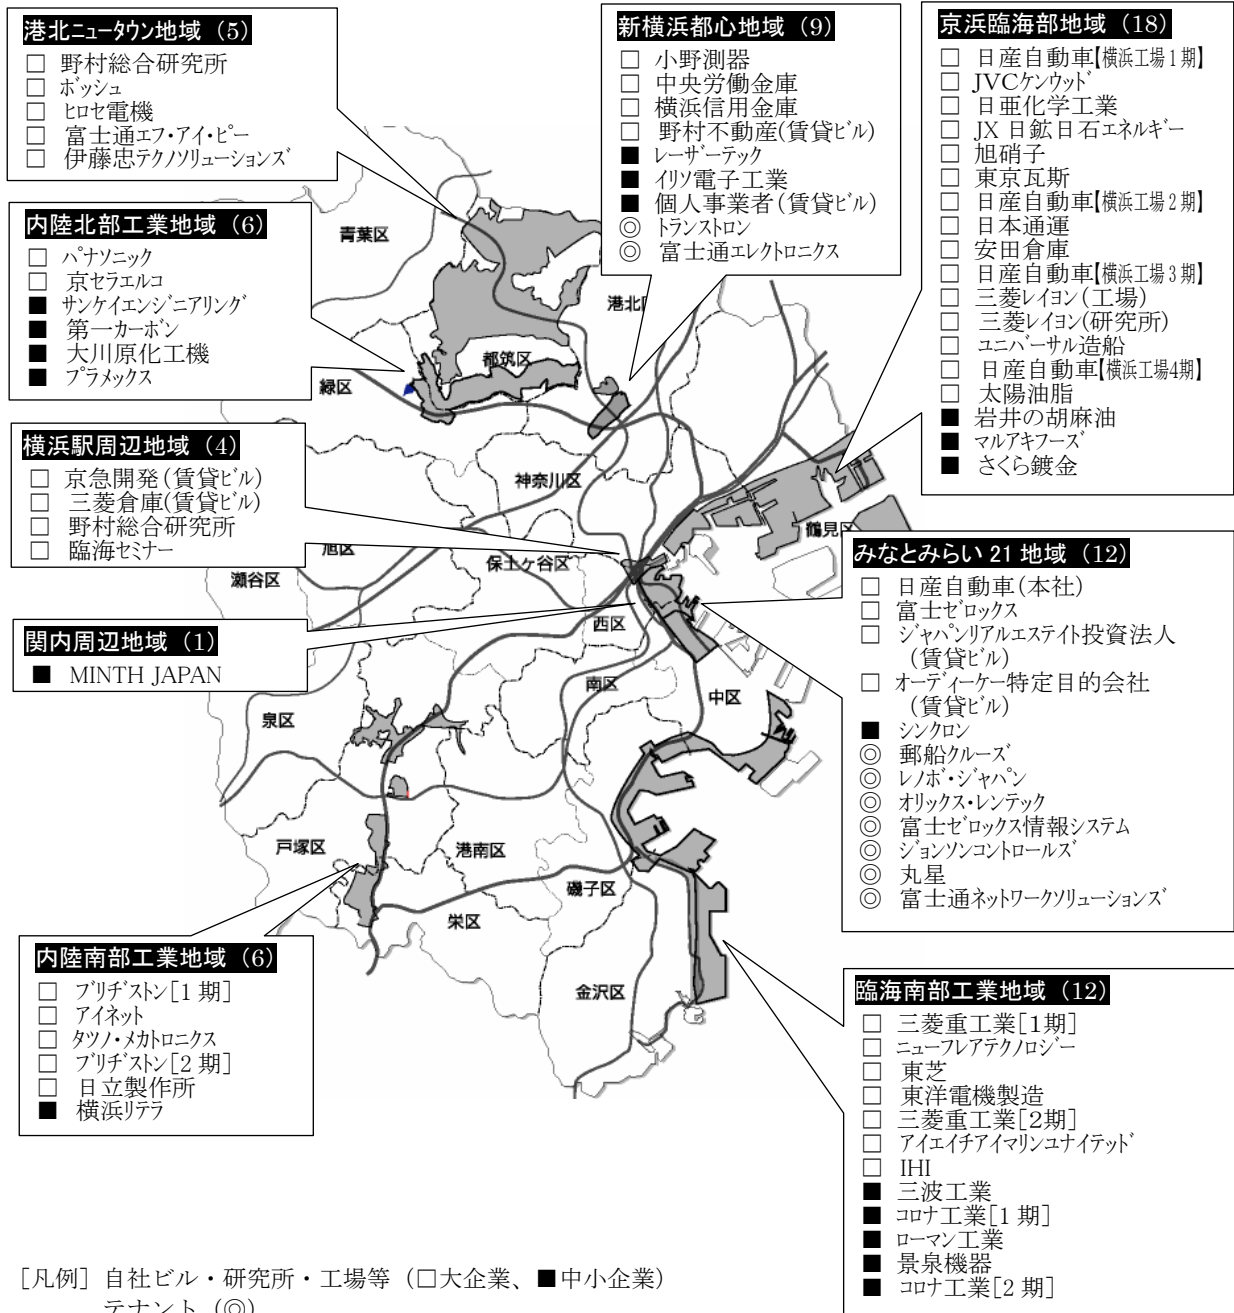 港北ニュータウン地域（5）
□ 野村総合研究所
□ ボッシュ
□ ヒロセ電機
□ 富士通エフ・アイ・ピー
□ 伊藤忠テクノソリューションズ
新横浜都心地域（9）
□ 小野測器
□ 中央労働金庫
□ 横浜信用金庫
□ 野村不動産(賃貸ビル)
■ レーザーテック
■ イリソ電子工業
■ 個人事業者(賃貸ビル)
◎ トランストロン
◎ 富士通エレクトロニクス
京浜臨海部地域（18）
□ 日産自動車【横浜工場1期】
□ JVCケンウッド
□ 日亜化学工業
□ JX 日鉱日石エネルギー
□ 旭硝子
□ 東京瓦斯
□ 日産自動車【横浜工場2期】
□ 日本通運
□ 安田倉庫
□ 日産自動車【横浜工場3期】
□ 三菱レイヨン(工場)
□ 三菱レイヨン(研究所)
□ ユニバーサル造船
□ 日産自動車【横浜工場4期】
□ 太陽油脂
■ 岩井の胡麻油
■ マルアキフーズ
■ さくら鍍金
内陸北部工業地域（6）
□ パナソニック
□ 京セラエルコ
■ サンケイエンジニアリング
■ 第一カーボン
■ 大川原化工機
■ プラメックス
横浜駅周辺地域（4）
□ 京急開発(賃貸ビル)
□ 三菱倉庫(賃貸ビル)
□ 野村総合研究所
□ 臨海セミナー
関内周辺地域（1）
■ MINTH JAPAN
青葉区
港北区
都筑区
緑区
神奈川区
鶴見区
旭区
保土ヶ谷区
瀬谷区
西区
南区
中区
泉区
戸塚区
港南区
磯子区
栄区
金沢区
みなとみらい 21 地域（12）
□ 日産自動車(本社)
□ 富士ゼロックス
□ ジャパンリアルエステイト投資法人
(賃貸ビル)
□ オーディーケー特定目的会社
(賃貸ビル)
■ シンクロン
◎ 郵船クルーズ
◎ レノボ・ジャパン
◎ オリックス・レンテック
◎ 富士ゼロックス情報システム
◎ ジョンソンコントロールズ
◎ 丸星
◎ 富士通ネットワークソリューションズ
内陸南部工業地域（6）
□ ブリヂストン[1 期]
□ アイネット
□ タツノ・メカトロニクス
□ ブリヂストン[2 期]
□ 日立製作所
■ 横浜リテラ
臨海南部工業地域（12）
□ 三菱重工業[1期]
□ ニューフレアテクノロジー
□ 東芝
□ 東洋電機製造
□ 三菱重工業[2期]
□ アイエイチアイマリンユナイテッド
□ IHI
■ 三波工業
■ コロナ工業[1 期]
■ ローマン工業
■ 景泉機器
■ コロナ工業[2 期]
［凡例］自社ビル・研究所・工場等（□大企業、■中小企業）
テナント（◎）